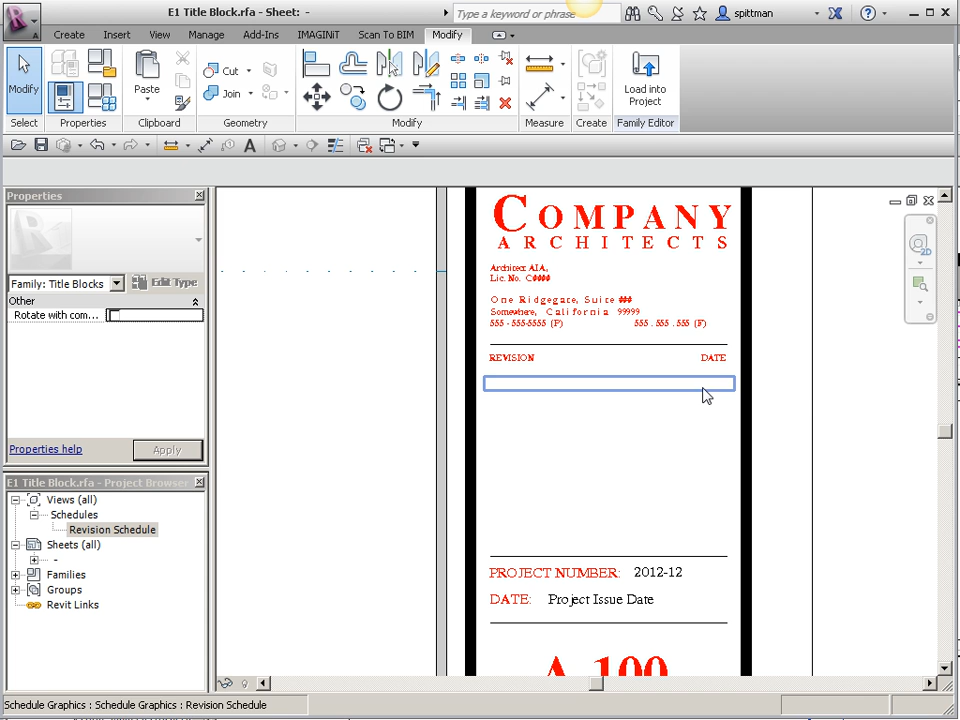 E1 Title Block.rfa - Sheet: -
Type a keyword or phrase
spittman
Create Insert View Manage Add-Ins IMAGINiT Scan To BIM Modify
Modify
Paste
Cut
Join
Load into
Project
Select Properties Clipboard Geometry Modify Measure Create Family Editor
Properties
Family: Title Blocks
Edit Type
Other
Rotate with com...
Properties help
Apply
E1 Title Block.rfa - Project Browser
Views (all)
Schedules
Revision Schedule
Sheets (all)
-
Families
Groups
Revit Links
COMPANY
ARCHITECTS
Architect AIA,
Lic. No. C####
One Ridgegate, Suite ###
Somewhere, California 99999
555 - 555-5555 (P) 555 . 555 . 555 (F)
REVISION DATE
PROJECT NUMBER: 2012-12
DATE: Project Issue Date
A 100
2D
Schedule Graphics : Schedule Graphics : Revision Schedule